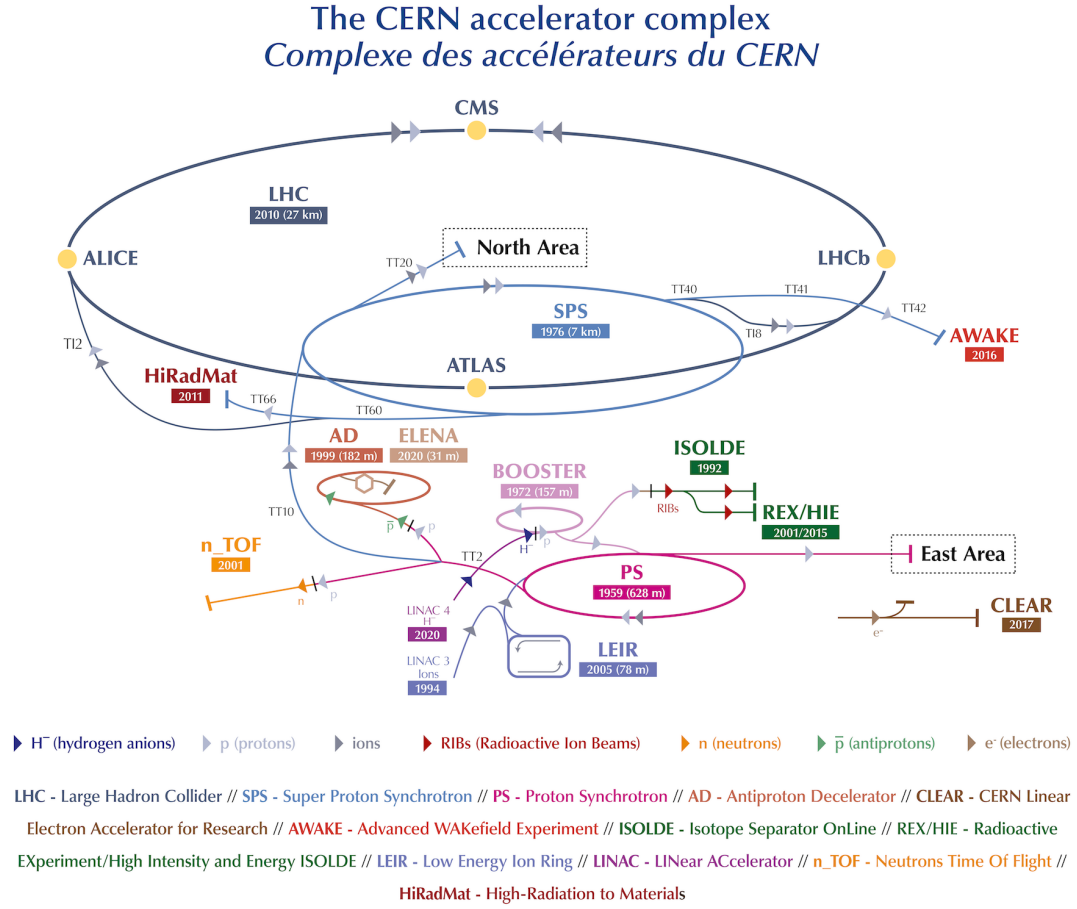 The CERN accelerator complex
Complexe des accélérateurs du CERN
CMS
LHC
2010 (27 km)
North Area
TT20
ALICE
LHCb
TT40
TT41
TT42
SPS
1976 (7 km)
TI8
AWAKE
2016
TI2
ATLAS
HiRadMat
2011
TT66
TT60
AD
1999 (182 m)
ELENA
2020 (31 m)
ISOLDE
1992
BOOSTER
1972 (157 m)
RIBs
REX/HIE
2001/2015
TT10
p̅
p
H⁻
p
n_TOF
2001
TT2
East Area
n
p
PS
1959 (628 m)
LINAC 4
H⁻
2020
CLEAR
2017
e-
LINAC 3
Ions
1994
LEIR
2005 (78 m)
H⁻ (hydrogen anions)
p (protons)
ions
RIBs (Radioactive Ion Beams)
n (neutrons)
p̅ (antiprotons)
e- (electrons)
LHC - Large Hadron Collider // SPS - Super Proton Synchrotron // PS - Proton Synchrotron // AD - Antiproton Decelerator // CLEAR - CERN Linear
Electron Accelerator for Research // AWAKE - Advanced WAKefield Experiment // ISOLDE - Isotope Separator OnLine // REX/HIE - Radioactive
EXperiment/High Intensity and Energy ISOLDE // LEIR - Low Energy Ion Ring // LINAC - LINear ACcelerator // n_TOF - Neutrons Time Of Flight //
HiRadMat - High-Radiation to Materials